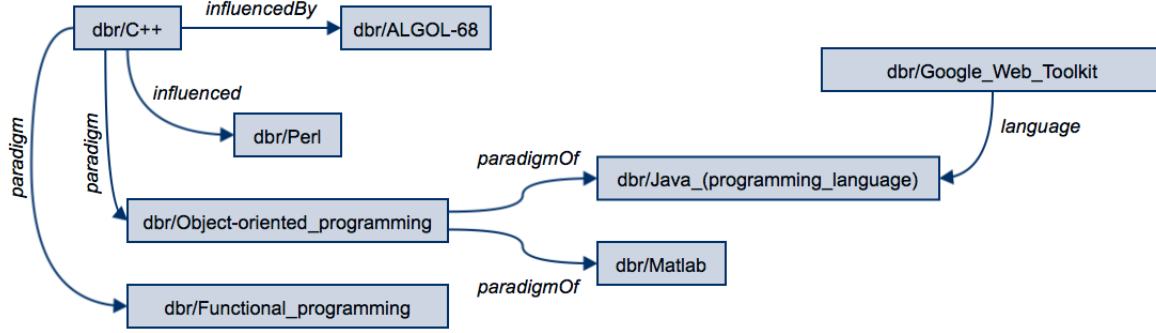 influencedBy
dbr/C++
dbr/ALGOL-68
dbr/Google_Web_Toolkit
influenced
paradigm
paradigm
dbr/Perl
language
paradigmOf
dbr/Java_(programming_language)
dbr/Object-oriented_programming
dbr/Matlab
paradigmOf
dbr/Functional_programming